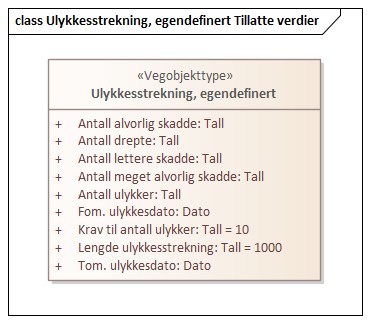 class Ulykkesstrekning, egendefinert Tillatte verdier
«Vegobjekttype»
Ulykkesstrekning, egendefinert
+ Antall alvorlig skadde: Tall
+ Antall drepte: Tall
+ Antall lettere skadde: Tall
+ Antall meget alvorlig skadde: Tall
+ Antall ulykker: Tall
+ Fom. ulykkesdato: Dato
+ Krav til antall ulykker: Tall = 10
+ Lengde ulykkesstrekning: Tall = 1000
+ Tom. ulykkesdato: Dato